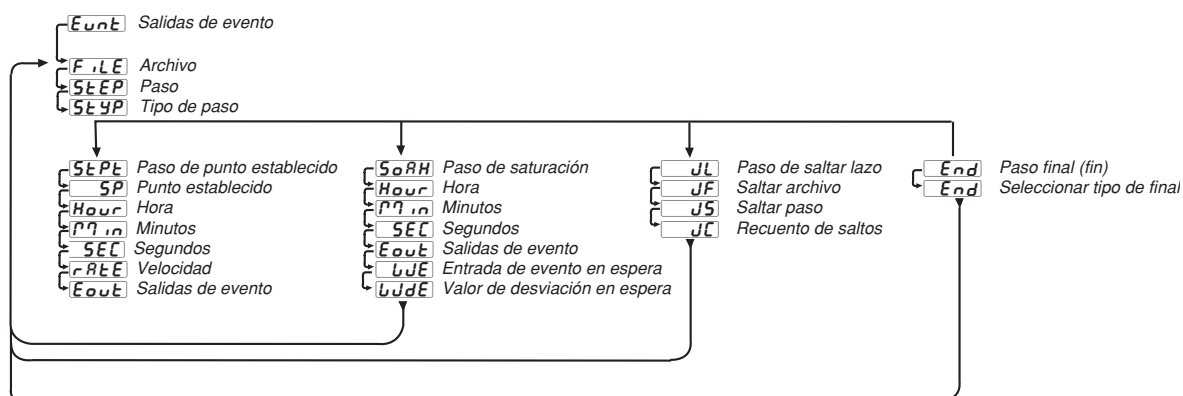 Eunt Salidas de evento
FiLE Archivo
StEP Paso
StYP Tipo de paso
StPt Paso de punto establecido
SP Punto establecido
Hour Hora
Min Minutos
SEC Segundos
rAtE Velocidad
Eout Salidas de evento
SoAH Paso de saturación
Hour Hora
Min Minutos
SEC Segundos
Eout Salidas de evento
WE Entrada de evento en espera
WdE Valor de desviación en espera
JL Paso de saltar lazo
JF Saltar archivo
JS Saltar paso
JC Recuento de saltos
End Paso final (fin)
End Seleccionar tipo de final